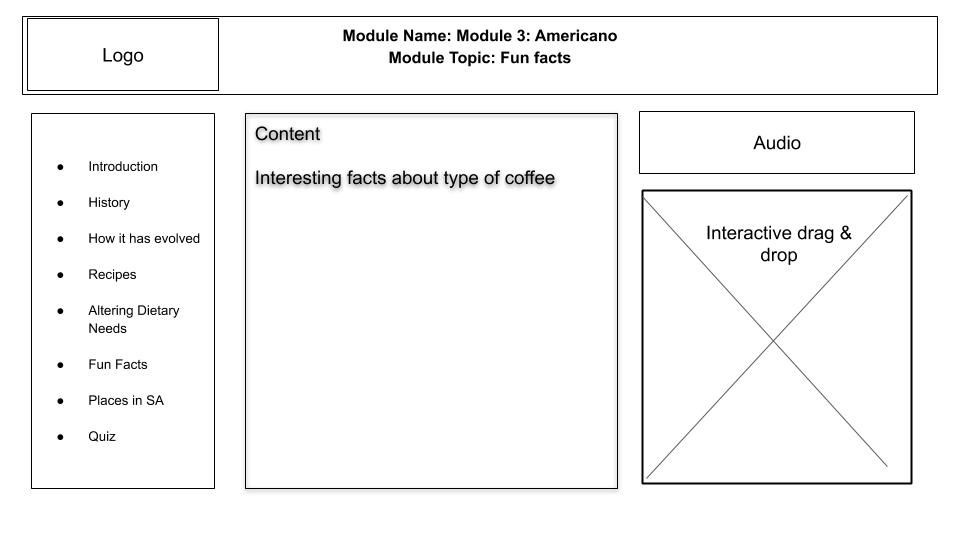 Logo
Module Name: Module 3: Americano
Module Topic: Fun facts
● Introduction
● History
● How it has evolved
● Recipes
● Altering Dietary
Needs
● Fun Facts
● Places in SA
● Quiz
Content
Interesting facts about type of coffee
Audio
Interactive drag &
drop